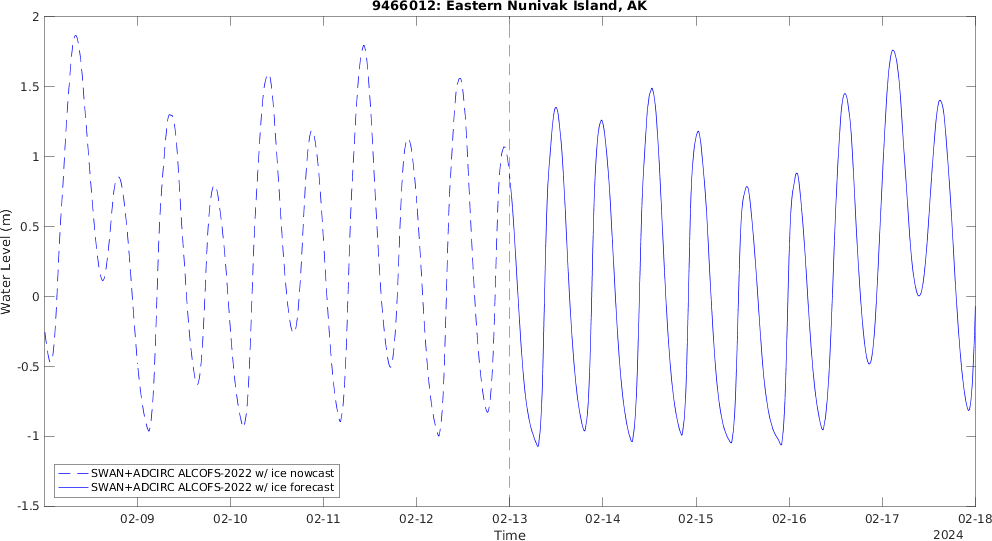 9466012: Eastern Nunivak Island, AK
Water Level (m)
2
1.5
1
0.5
0
-0.5
-1
-1.5
SWAN+ADCIRC ALCOFS-2022 w/ ice nowcast
SWAN+ADCIRC ALCOFS-2022 w/ ice forecast
02-09 02-10 02-11 02-12 02-13 02-14 02-15 02-16 02-17 02-18
Time
2024